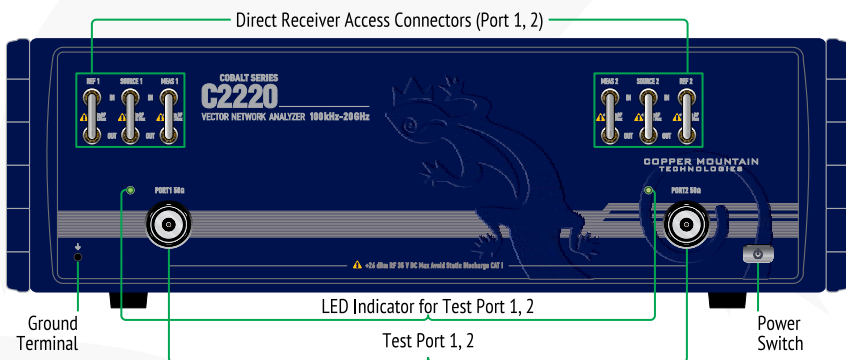 Direct Receiver Access Connectors (Port 1, 2)
REF 1 SOURCE 1 MEAS 1
IN IN
OUT OUT
COBALT SERIES
C2220
VECTOR NETWORK ANALYZER 100kHz-20GHz
MEAS 2 SOURCE 2 REF 2
IN IN
OUT OUT
COPPER MOUNTAIN
TECHNOLOGIES
PORT1 50Ω
PORT2 50Ω
+26 dBm RF 35 V DC Max Avoid Static Discharge CAT I
LED Indicator for Test Port 1, 2
Ground
Terminal
Test Port 1, 2
Power
Switch